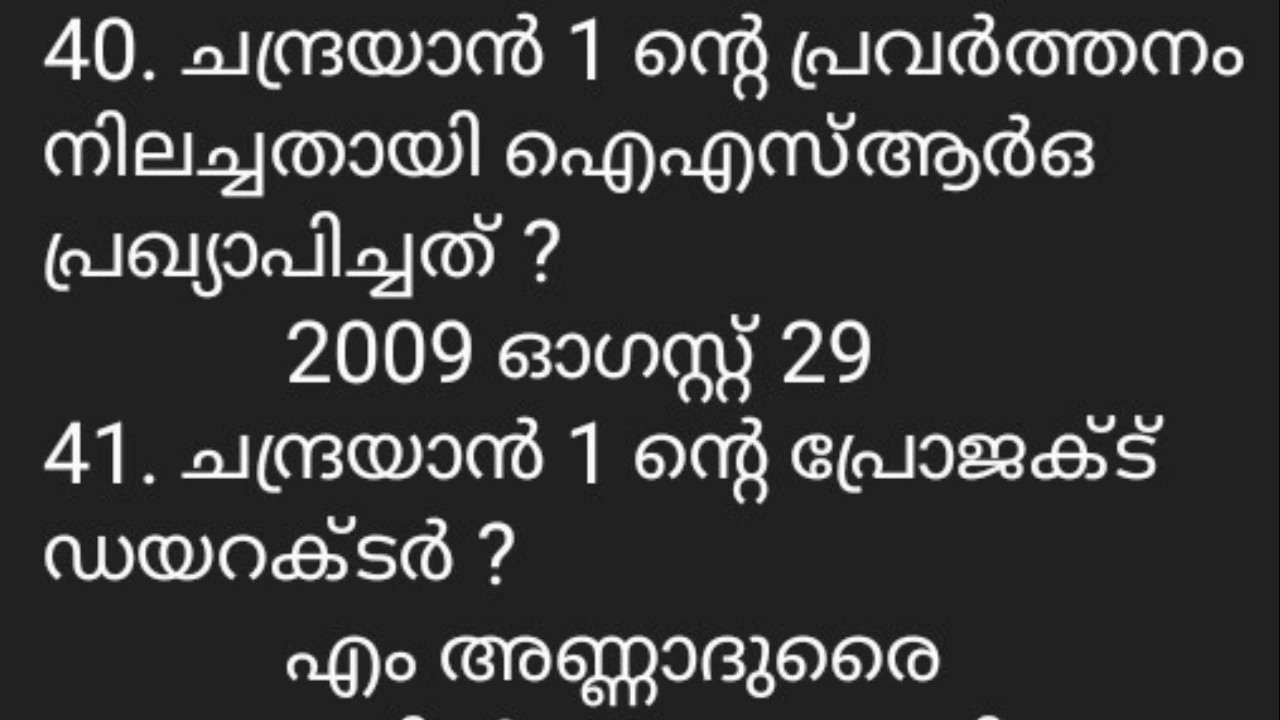 40. ചന്ദ്രയാൻ 1 ന്റെ പ്രവർത്തനം
നിലച്ചതായി ഐഎസ്ആർഒ
പ്രഖ്യാപിച്ചത് ?
2009 ഓഗസ്റ്റ് 29
41. ചന്ദ്രയാൻ 1 ന്റെ പ്രോജക്ട്
ഡയറക്ടർ ?
എം അണ്ണാദുരൈ